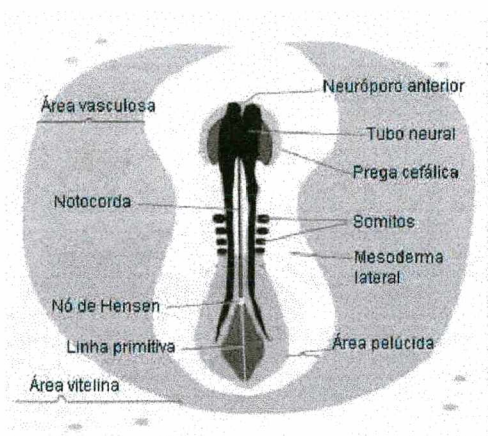 Neuróporo anterior
Área vasculosa
Tubo neural
Prega cefálica
Notocorda
Somitos
Mesoderma
lateral
Nó de Hensen
Linha primitiva
Área pelúcida
Área vitelina